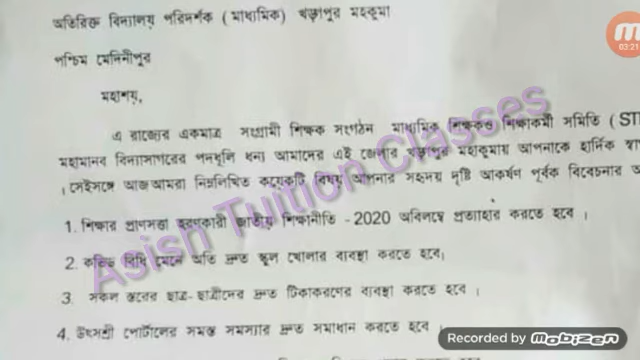 অতিরিক্ত বিদ্যালয় পরিদর্শক ( মাধ্যমিক ) খড়্গপুর মহকুমা
পশ্চিম মেদিনীপুর
মহাশয়,
এ রাজ্যের একমাত্র সংগ্রামী শিক্ষক সংগঠন মাধ্যমিক শিক্ষক ও শিক্ষাকর্মী সমিতি (ST
মহামানব বিদ্যাসাগরের পদধূলি ধন্য আমাদের এই জেলার খড়্গপুর মহকুমায় আপনাকে হার্দিক
। সেইসঙ্গে আজ আমরা নিম্নলিখিত কয়েকটি বিষয় আপনার সহৃদয় দৃষ্টি আকর্ষণ পূর্বক বিবেচনার
1. শিক্ষার প্রাণসত্তা হরণকারী জাতীয় শিক্ষানীতি - 2020 অবিলম্বে প্রত্যাহার করতে হবে ।
2. কোভিড বিধি মেনে অতি দ্রুত স্কুল খোলার ব্যবস্থা করতে হবে।
3. সকল স্তরের ছাত্র- ছাত্রীদের দ্রুত টিকাকরণের ব্যবস্থা করতে হবে ।
4. উৎসশ্রী পোর্টালের সমস্ত সমস্যার দ্রুত সমাধান করতে হবে ।
Asish Tuition Classes
03:21
Recorded by mobizen